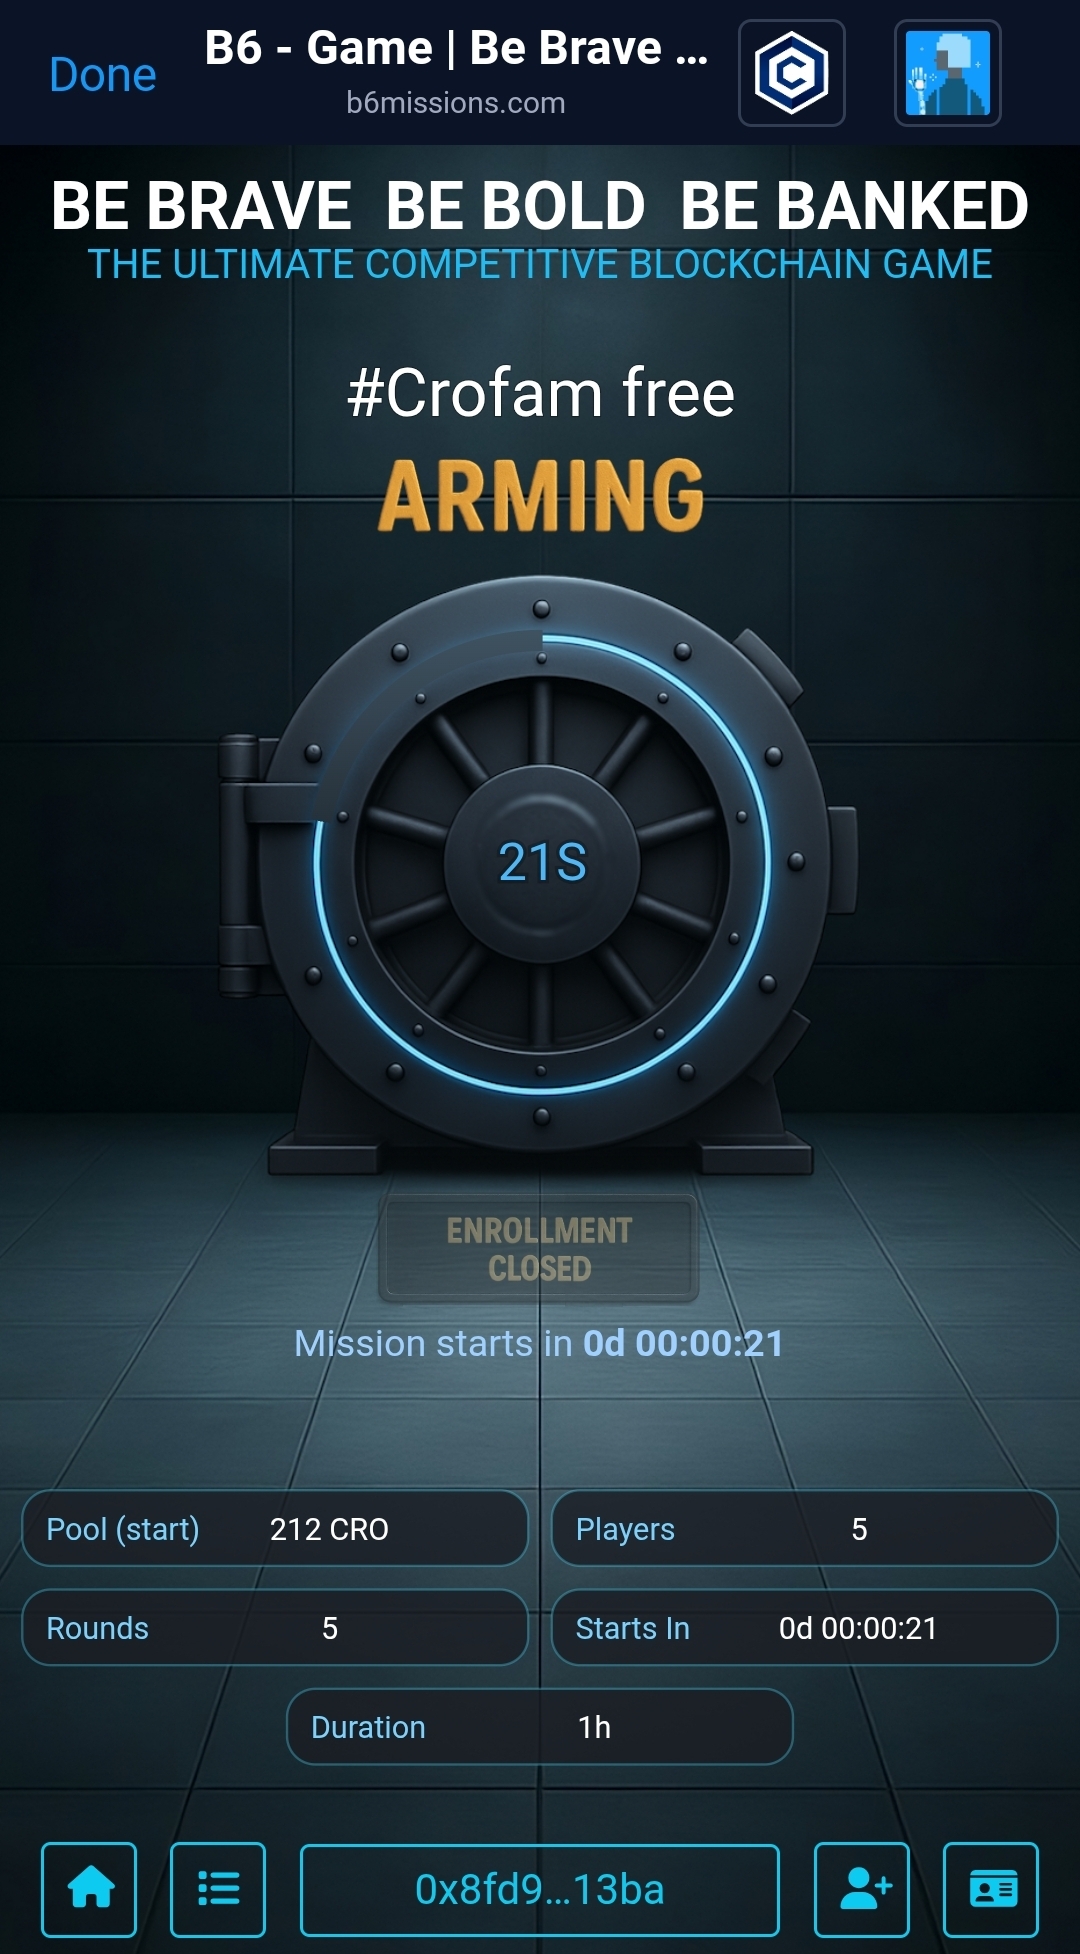 Done
B6 - Game | Be Brave ...
b6missions.com
BE BRAVE BE BOLD BE BANKED
THE ULTIMATE COMPETITIVE BLOCKCHAIN GAME
#Crofam free
ARMING
21S
ENROLLMENT
CLOSED
Mission starts in 0d 00:00:21
Pool (start) 212 CRO
Players 5
Rounds 5
Starts In 0d 00:00:21
Duration 1h
0x8fd9...13ba